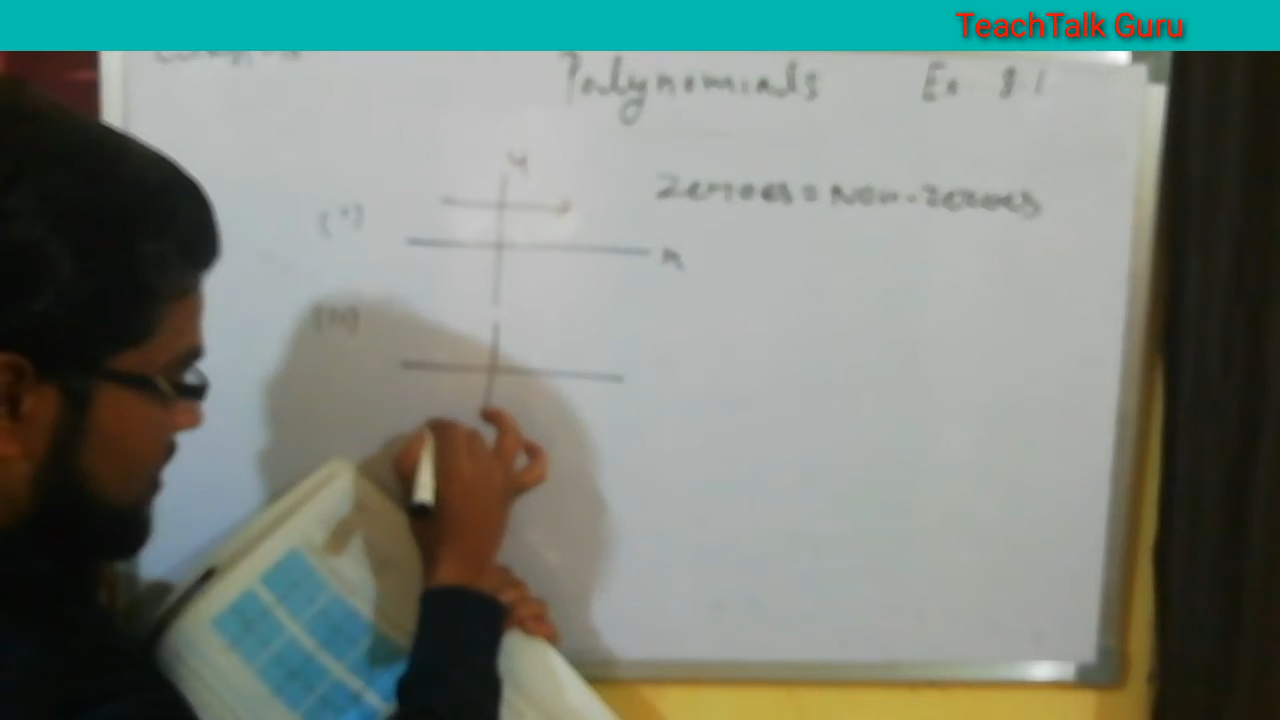 TeachTalk Guru
Polynomials Ex 8.1
y
(i)
Zeroes = Non-Zeroes
x